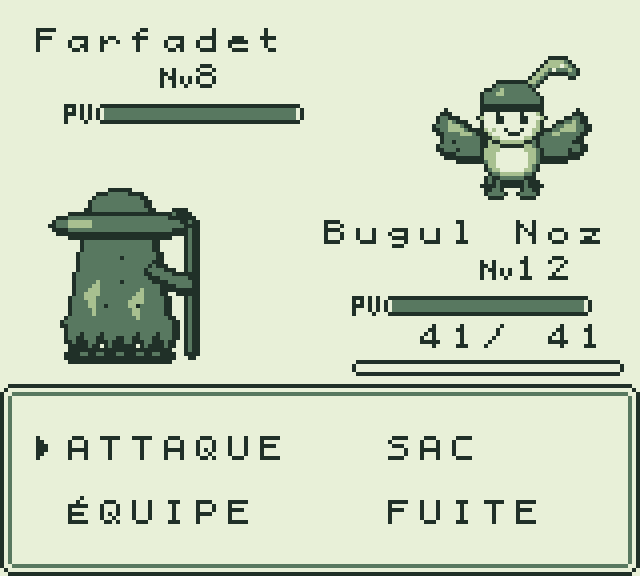 Farfadet
Nv8
PV
Bugul Noz
Nv12
PV
41/ 41
ATTAQUE SAC
ÉQUIPE FUITE